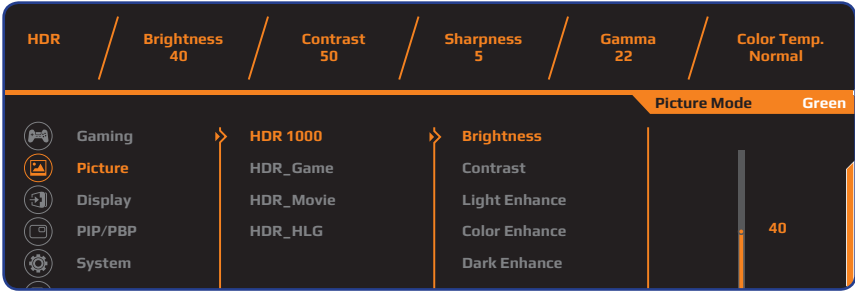 HDR
Brightness
40
Contrast
50
Sharpness
5
Gamma
22
Color Temp.
Normal
Picture Mode Green
Gaming HDR 1000 Brightness
Picture HDR_Game Contrast
Display HDR_Movie Light Enhance 40
PIP/PBP HDR_HLG Color Enhance
System Dark Enhance